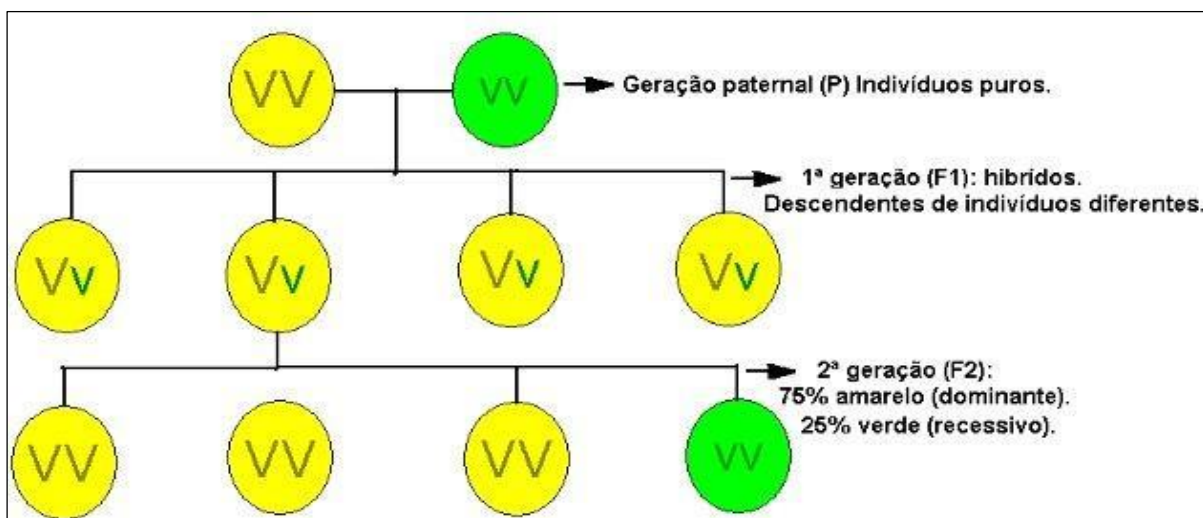 VV vv Geração paternal (P) Indivíduos puros.
1ª geração (F1): hibrídos.
Descendentes de indivíduos diferentes.
Vv Vv Vv Vv
2ª geração (F2):
75% amarelo (dominante).
25% verde (recessivo).
VV VV VV vv